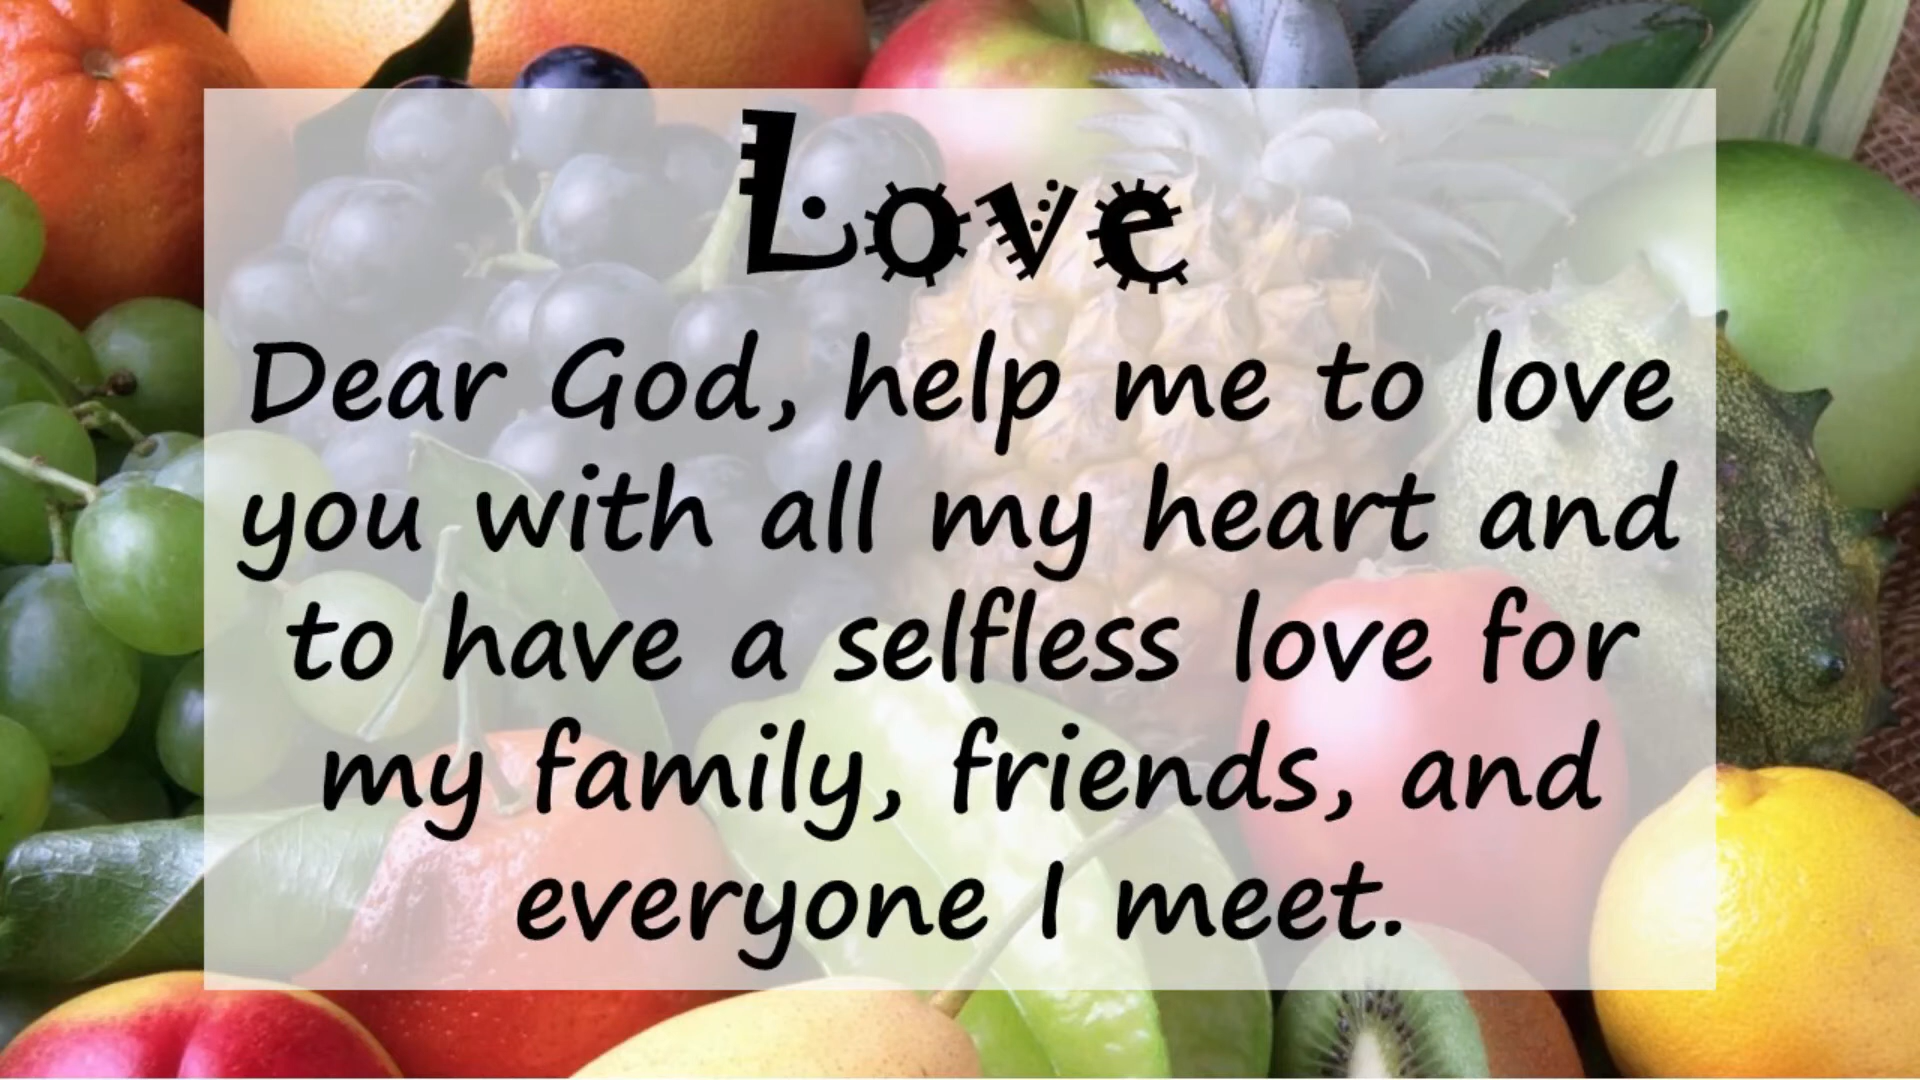 Love
Dear God, help me to love
you with all my heart and
to have a selfless love for
my family, friends, and
everyone I meet.